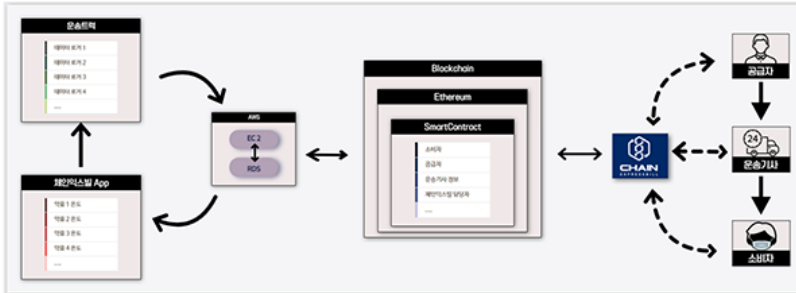 운송트럭
데이터 로거 1
데이터 로거 2
데이터 로거 3
데이터 로거 4
체인익스빌 App
약품 1 온도
약품 2 온도
약품 3 온도
약품 4 온도
AWS
EC 2
RDS
Blockchain
Ethereum
SmartContract
소비자
공급자
운송기사 정보
체인익스빌 담당자
CHAIN
공급자
24
운송기사
소비자